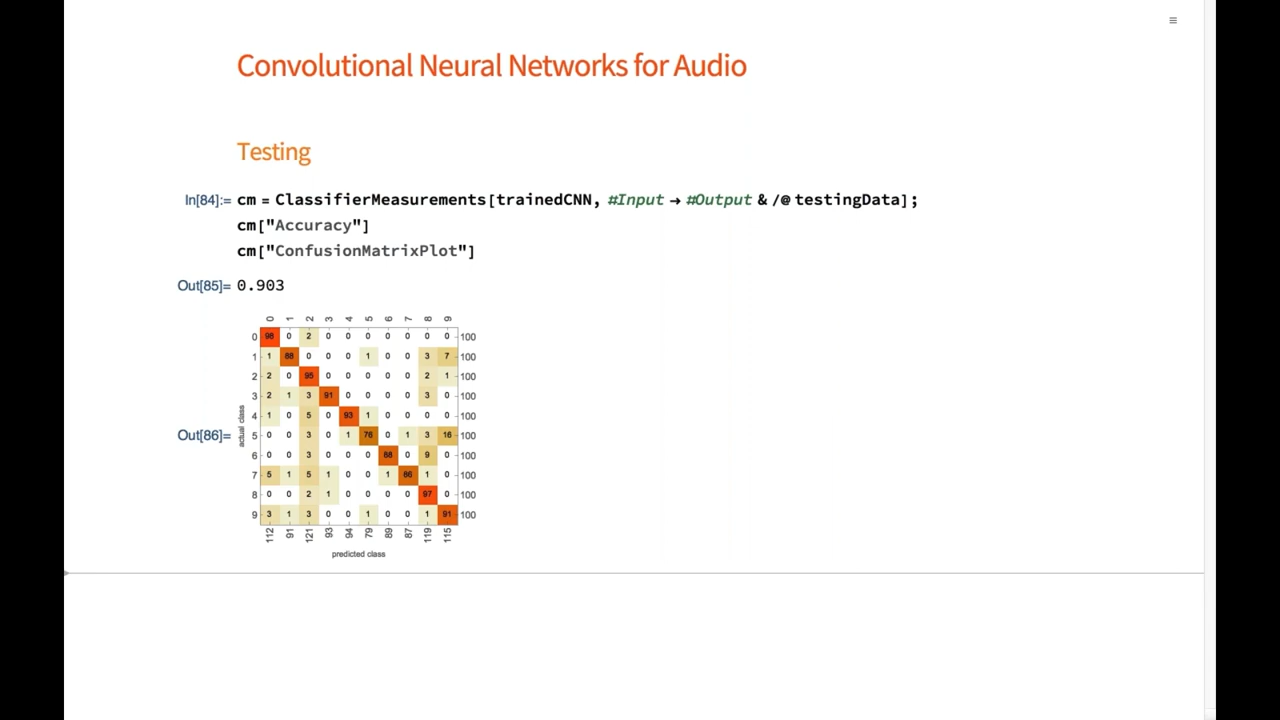 ≡
Convolutional Neural Networks for Audio
Testing
In[84]:= cm = ClassifierMeasurements[trainedCNN, #Input → #Output & /@ testingData];
cm["Accuracy"]
cm["ConfusionMatrixPlot"]
Out[85]= 0.903
0 1 2 3 4 5 6 7 8 9
0 98 0 2 0 0 0 0 0 0 0 100
1 1 88 0 0 0 1 0 0 3 7 100
2 2 0 95 0 0 0 0 0 2 1 100
3 2 1 3 91 0 0 0 0 3 0 100
4 1 0 5 0 93 1 0 0 0 0 100
Out[86]= actual class
5 0 0 3 0 1 76 0 1 3 16 100
6 0 0 3 0 0 0 88 0 9 0 100
7 5 1 5 1 0 0 1 86 1 0 100
8 0 0 2 1 0 0 0 0 97 0 100
9 3 1 3 0 0 1 0 0 1 91 100
112 91 121 93 94 79 89 87 119 115
predicted class